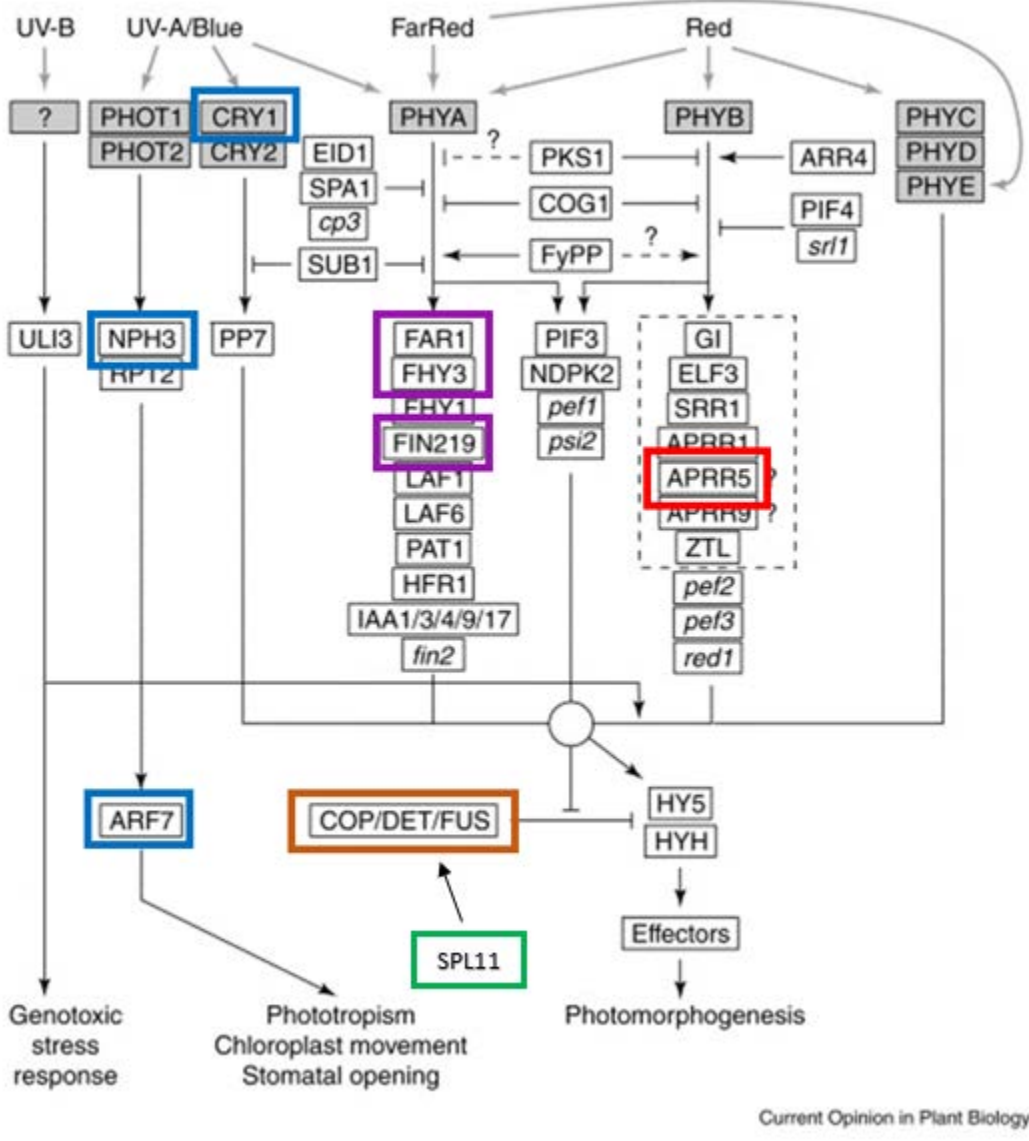 UV-B UV-A/Blue FarRed Red
? PHOT1 CRY1 PHYA PHYB PHYC
PHOT2 CRY2 EID1 ? PKS1 ARR4 PHYD
SPA1 PHYE
cp3 COG1 PIF4
SUB1 FyPP ? srl1
ULI3 NPH3 PP7 FAR1 PIF3 GI
RPT2 FHY3 NDPK2 ELF3
FHY1 pef1 SRR1
FIN219 psi2 APRR1
LAF1 APRR5 ?
LAF6 APRR9 ?
PAT1 ZTL
HFR1 pef2
IAA1/3/4/9/17 pef3
fin2 red1
ARF7 COP/DET/FUS HY5
HYH
SPL11 Effectors
Genotoxic Phototropism Photomorphogenesis
stress Chloroplast movement
response Stomatal opening
Current Opinion in Plant Biology